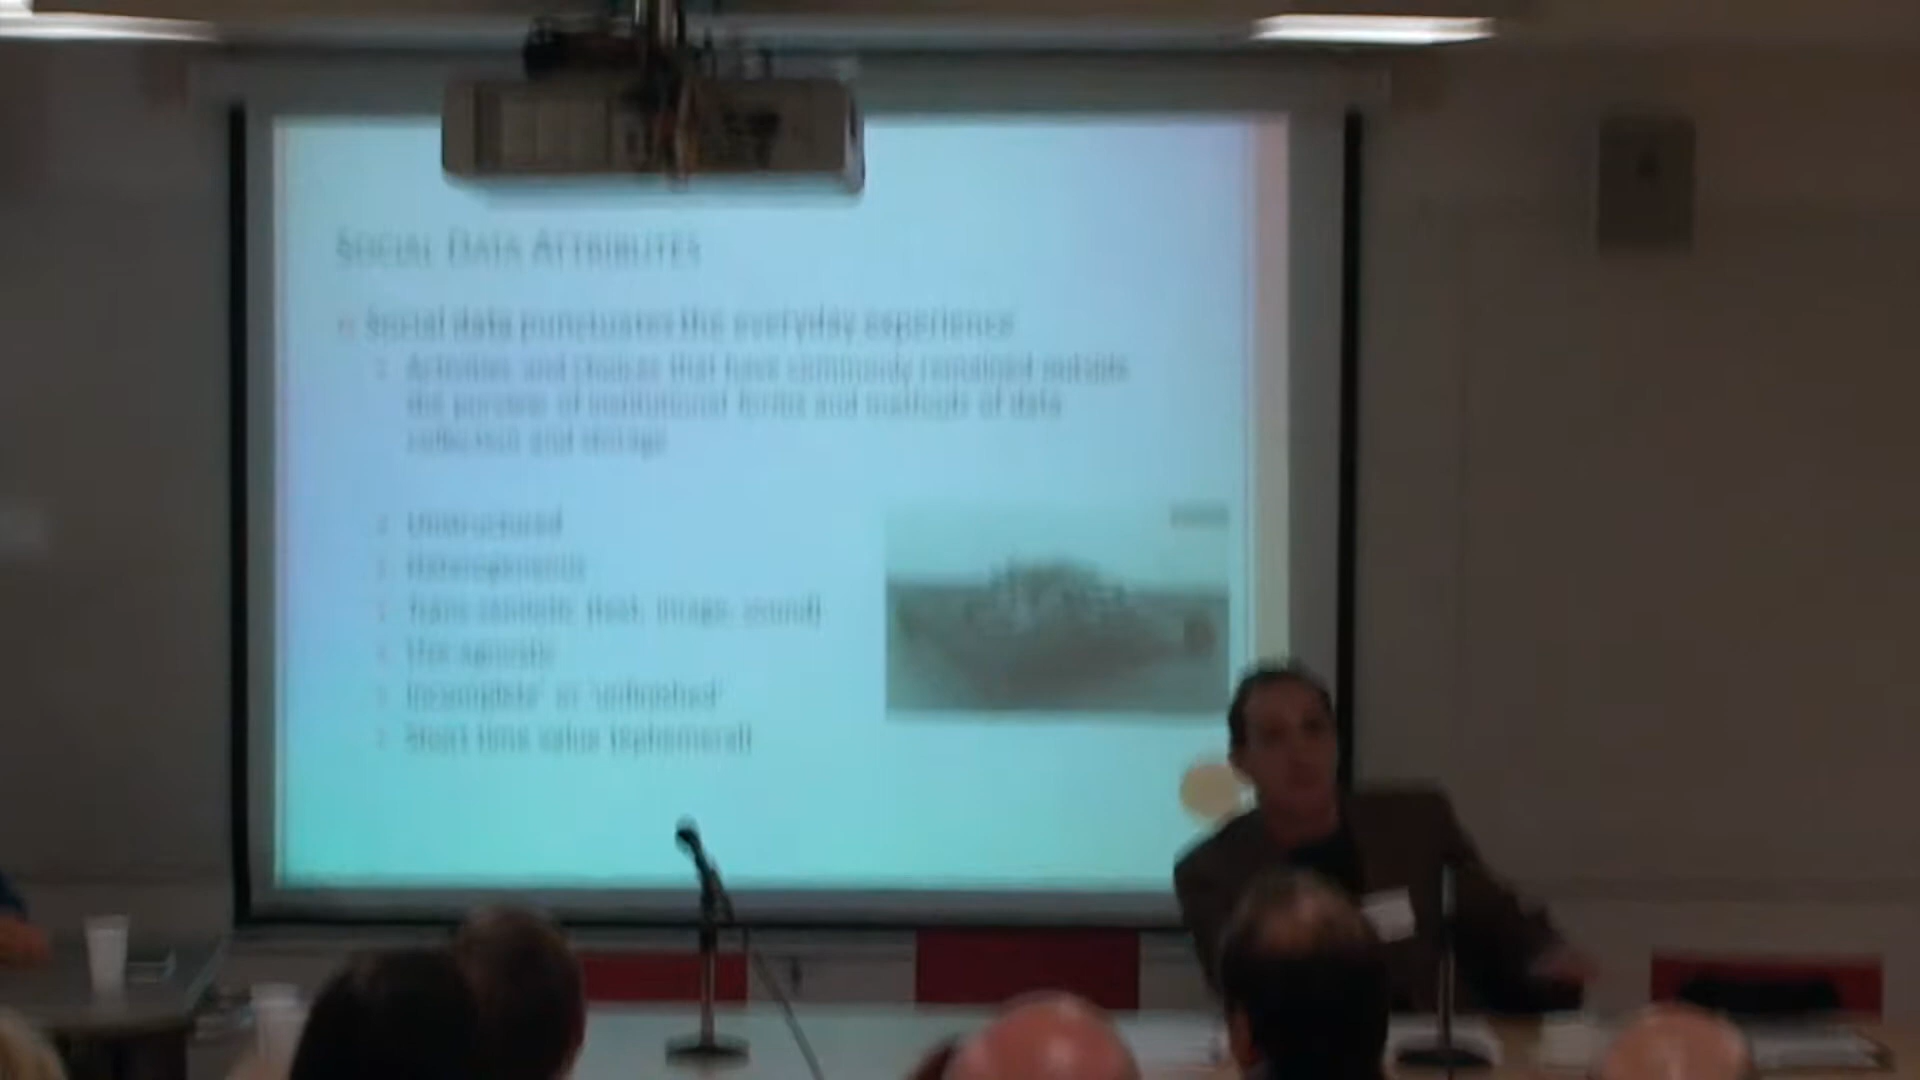 SOCIAL DATA ATTRIBUTES
Social data punctuates the everyday experience
Activities and choices that have commonly remained outside
the purview of institutional forms and methods of data
collection and storage
Unstructured
Heterogeneous
Trans-semiotic (text, image, sound)
Use agnostic
'Incomplete' or 'unfinished'
Short time value (ephemeral)